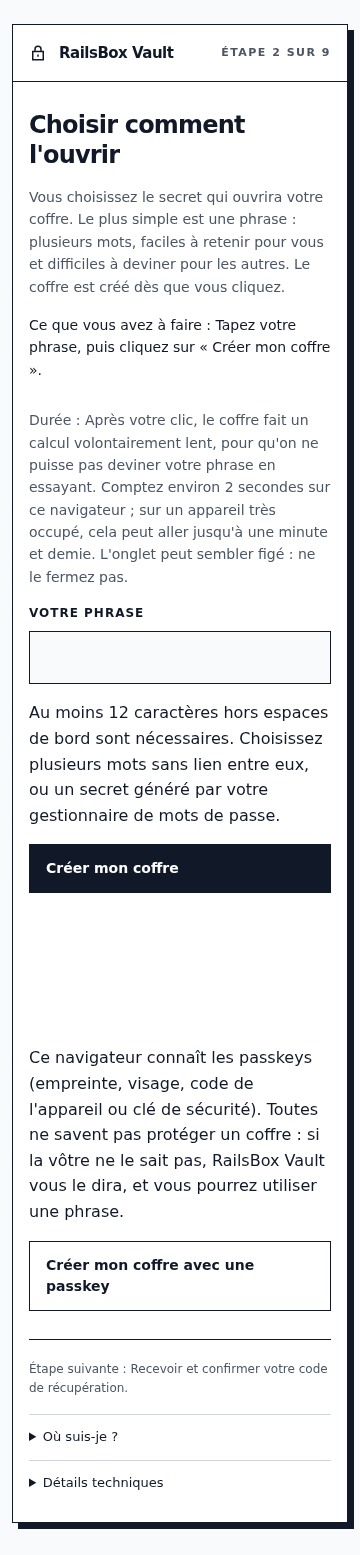 RailsBox Vault
ÉTAPE 2 SUR 9
Choisir comment
l'ouvrir
Vous choisissez le secret qui ouvrira votre
coffre. Le plus simple est une phrase :
plusieurs mots, faciles à retenir pour vous
et difficiles à deviner pour les autres. Le
coffre est créé dès que vous cliquez.
Ce que vous avez à faire : Tapez votre
phrase, puis cliquez sur « Créer mon coffre
».
Durée : Après votre clic, le coffre fait un
calcul volontairement lent, pour qu'on ne
puisse pas deviner votre phrase en
essayant. Comptez environ 2 secondes sur
ce navigateur ; sur un appareil très
occupé, cela peut aller jusqu'à une minute
et demie. L'onglet peut sembler figé : ne
le fermez pas.
VOTRE PHRASE
Au moins 12 caractères hors espaces
de bord sont nécessaires. Choisissez
plusieurs mots sans lien entre eux,
ou un secret généré par votre
gestionnaire de mots de passe.
Créer mon coffre
Ce navigateur connaît les passkeys
(empreinte, visage, code de
l'appareil ou clé de sécurité). Toutes
ne savent pas protéger un coffre : si
la vôtre ne le sait pas, RailsBox Vault
vous le dira, et vous pourrez utiliser
une phrase.
Créer mon coffre avec une
passkey
Étape suivante : Recevoir et confirmer votre code
de récupération.
Où suis-je ?
Détails techniques